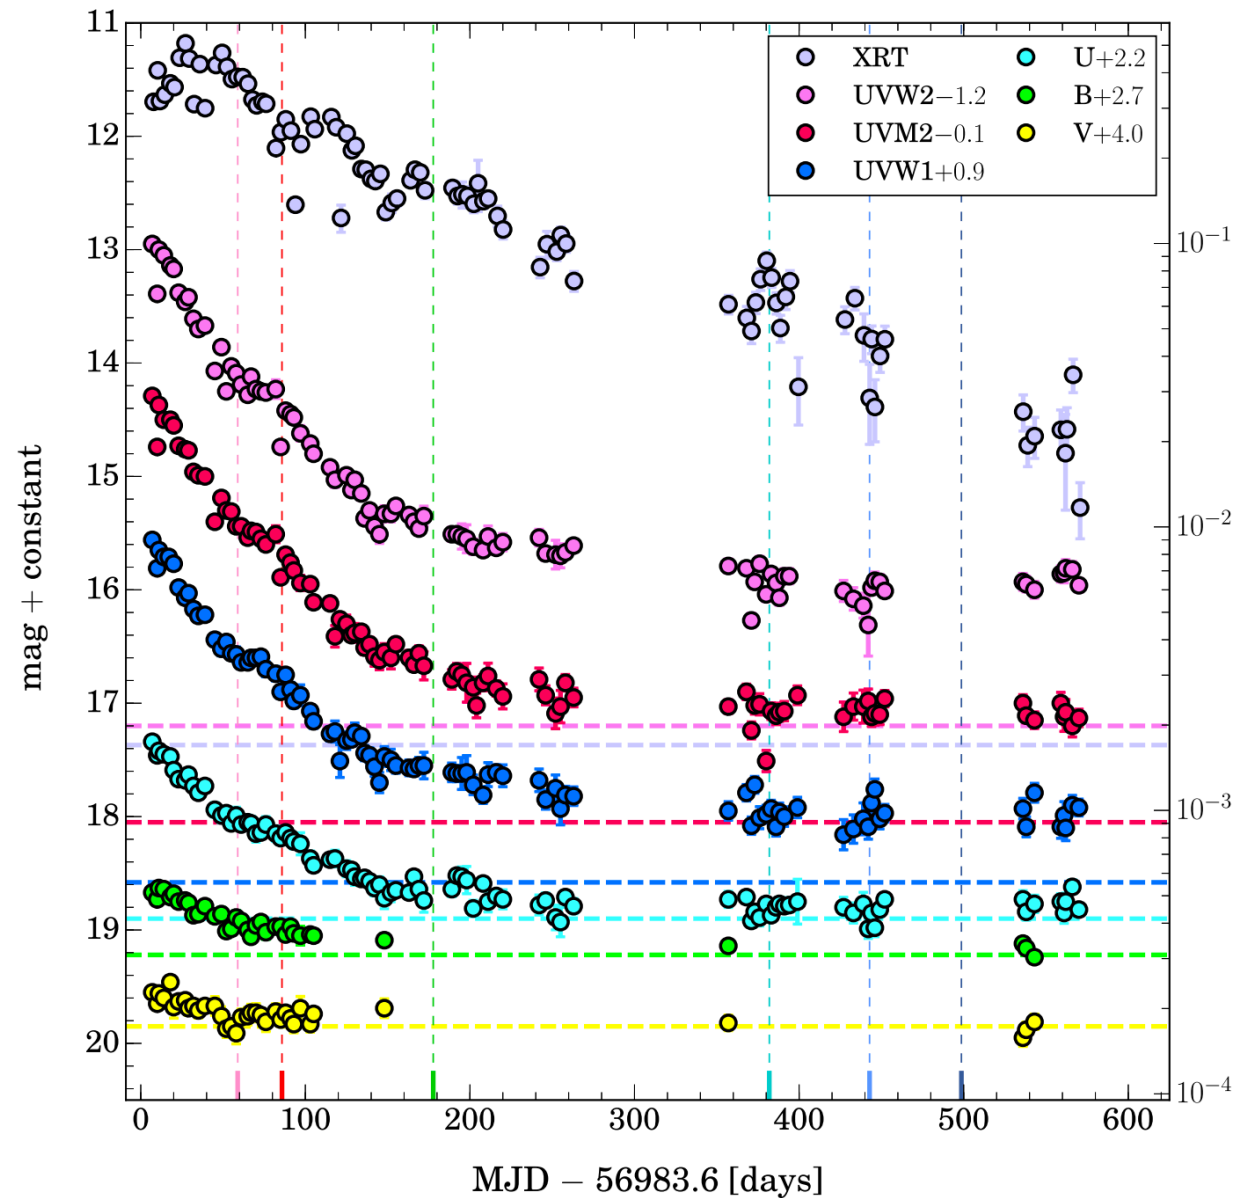 11
12
13
14
15
16
17
18
19
20
mag + constant
XRT
UVW2−1.2
UVM2−0.1
UVW1+0.9
U+2.2
B+2.7
V+4.0
10⁻¹
10⁻²
10⁻³
10⁻⁴
0 100 200 300 400 500 600
MJD − 56983.6 [days]